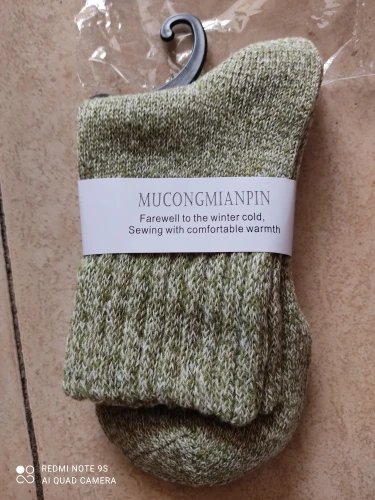 MUCONGMIANPIN
Farewell to the winter cold,
Sewing with comfortable warmth
REDMI NOTE 9S
AI QUAD CAMERA